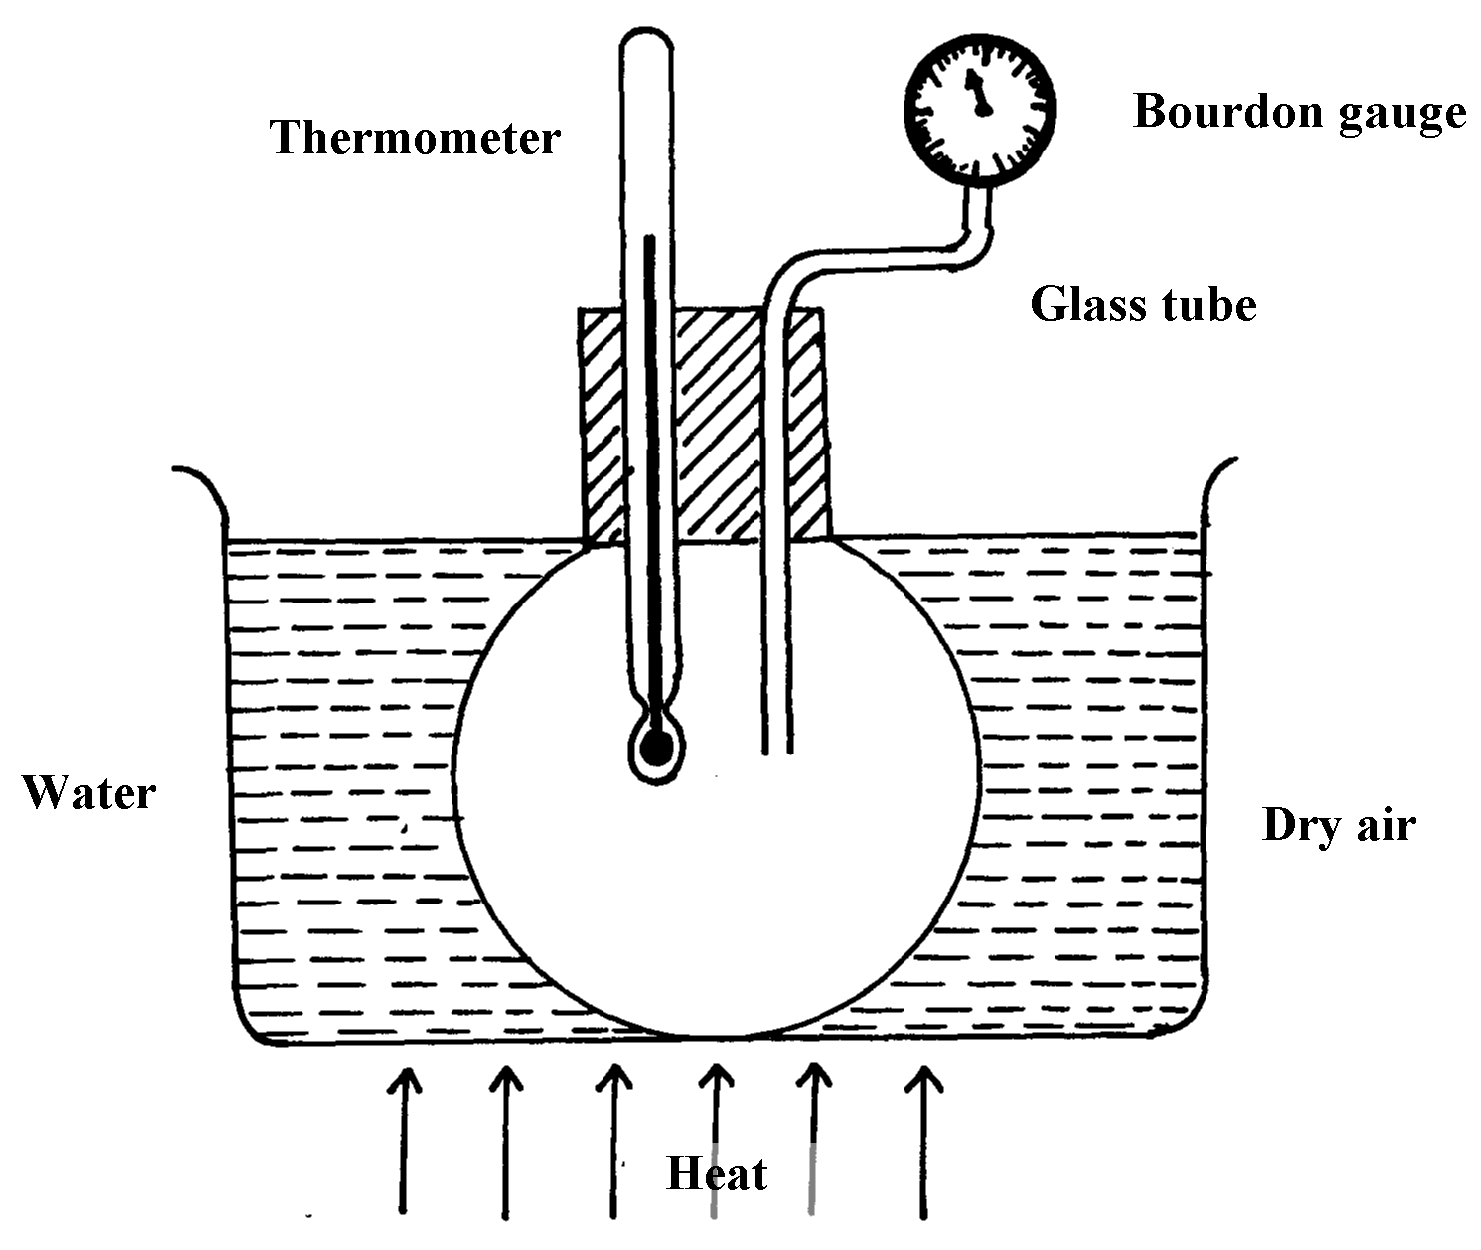 Thermometer
Bourdon gauge
Glass tube
Water
Dry air
Heat